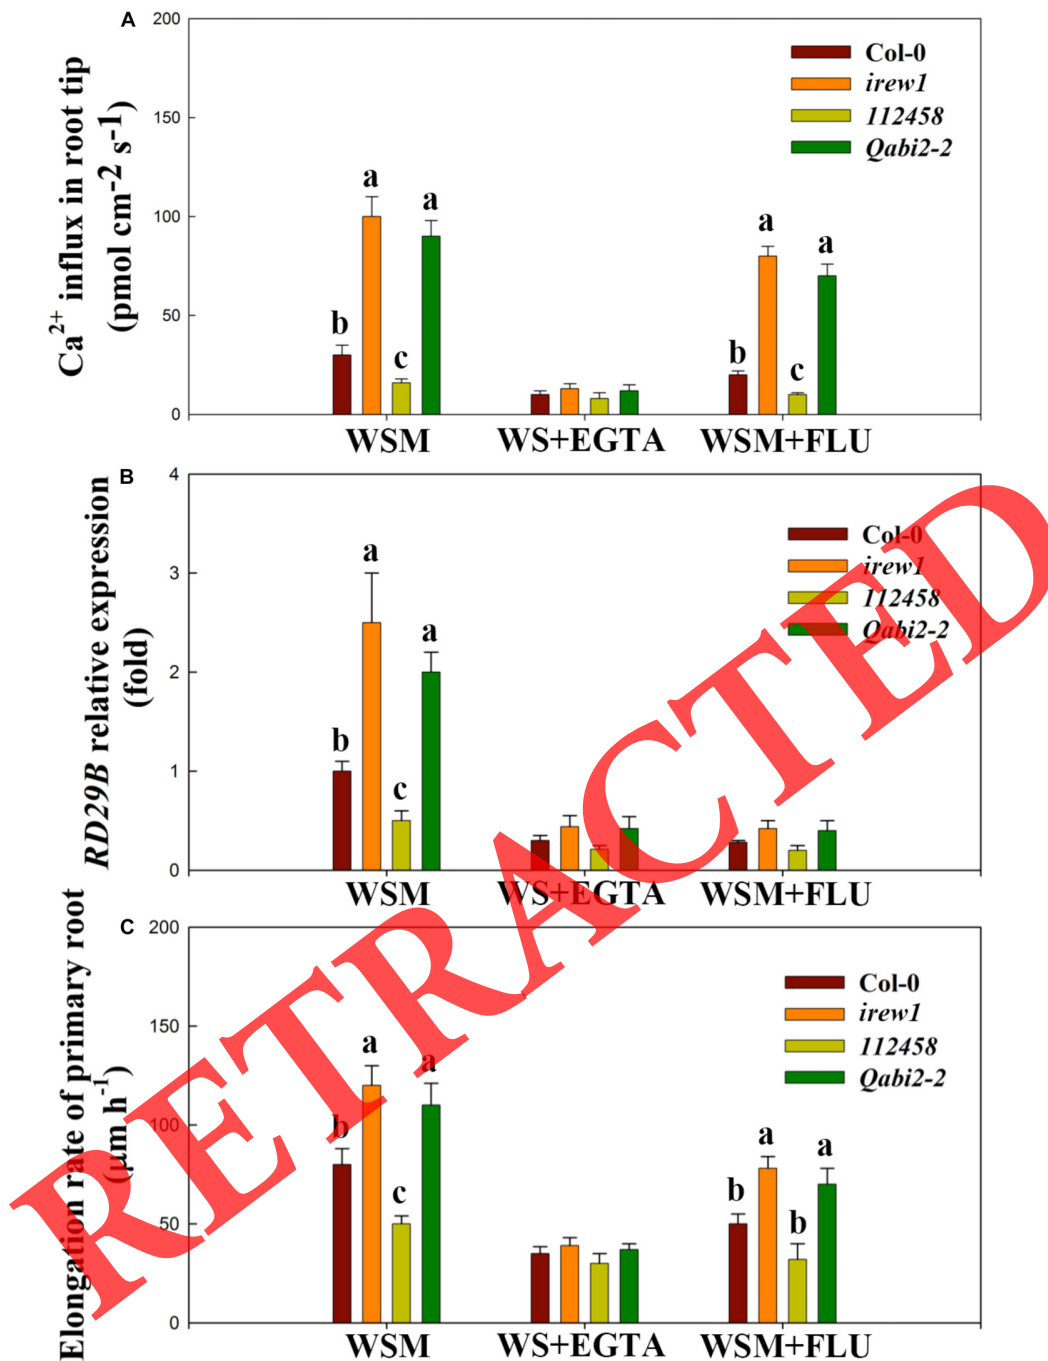 A
Ca²⁺ influx in root tip
(pmol cm⁻² s⁻¹)
200
150
100
50
0
Col-0
irew1
112458
Qabi2-2
b
a
c
a
b
a
c
a
WSM
WS+EGTA
WSM+FLU
B
RD29B relative expression
(fold)
4
3
2
1
0
Col-0
irew1
112458
Qabi2-2
b
a
c
a
WSM
WS+EGTA
WSM+FLU
C
Elongation rate of primary root
(μm h⁻¹)
200
150
100
50
0
Col-0
irew1
112458
Qabi2-2
b
a
c
a
b
a
b
a
WSM
WS+EGTA
WSM+FLU
RETRACTED